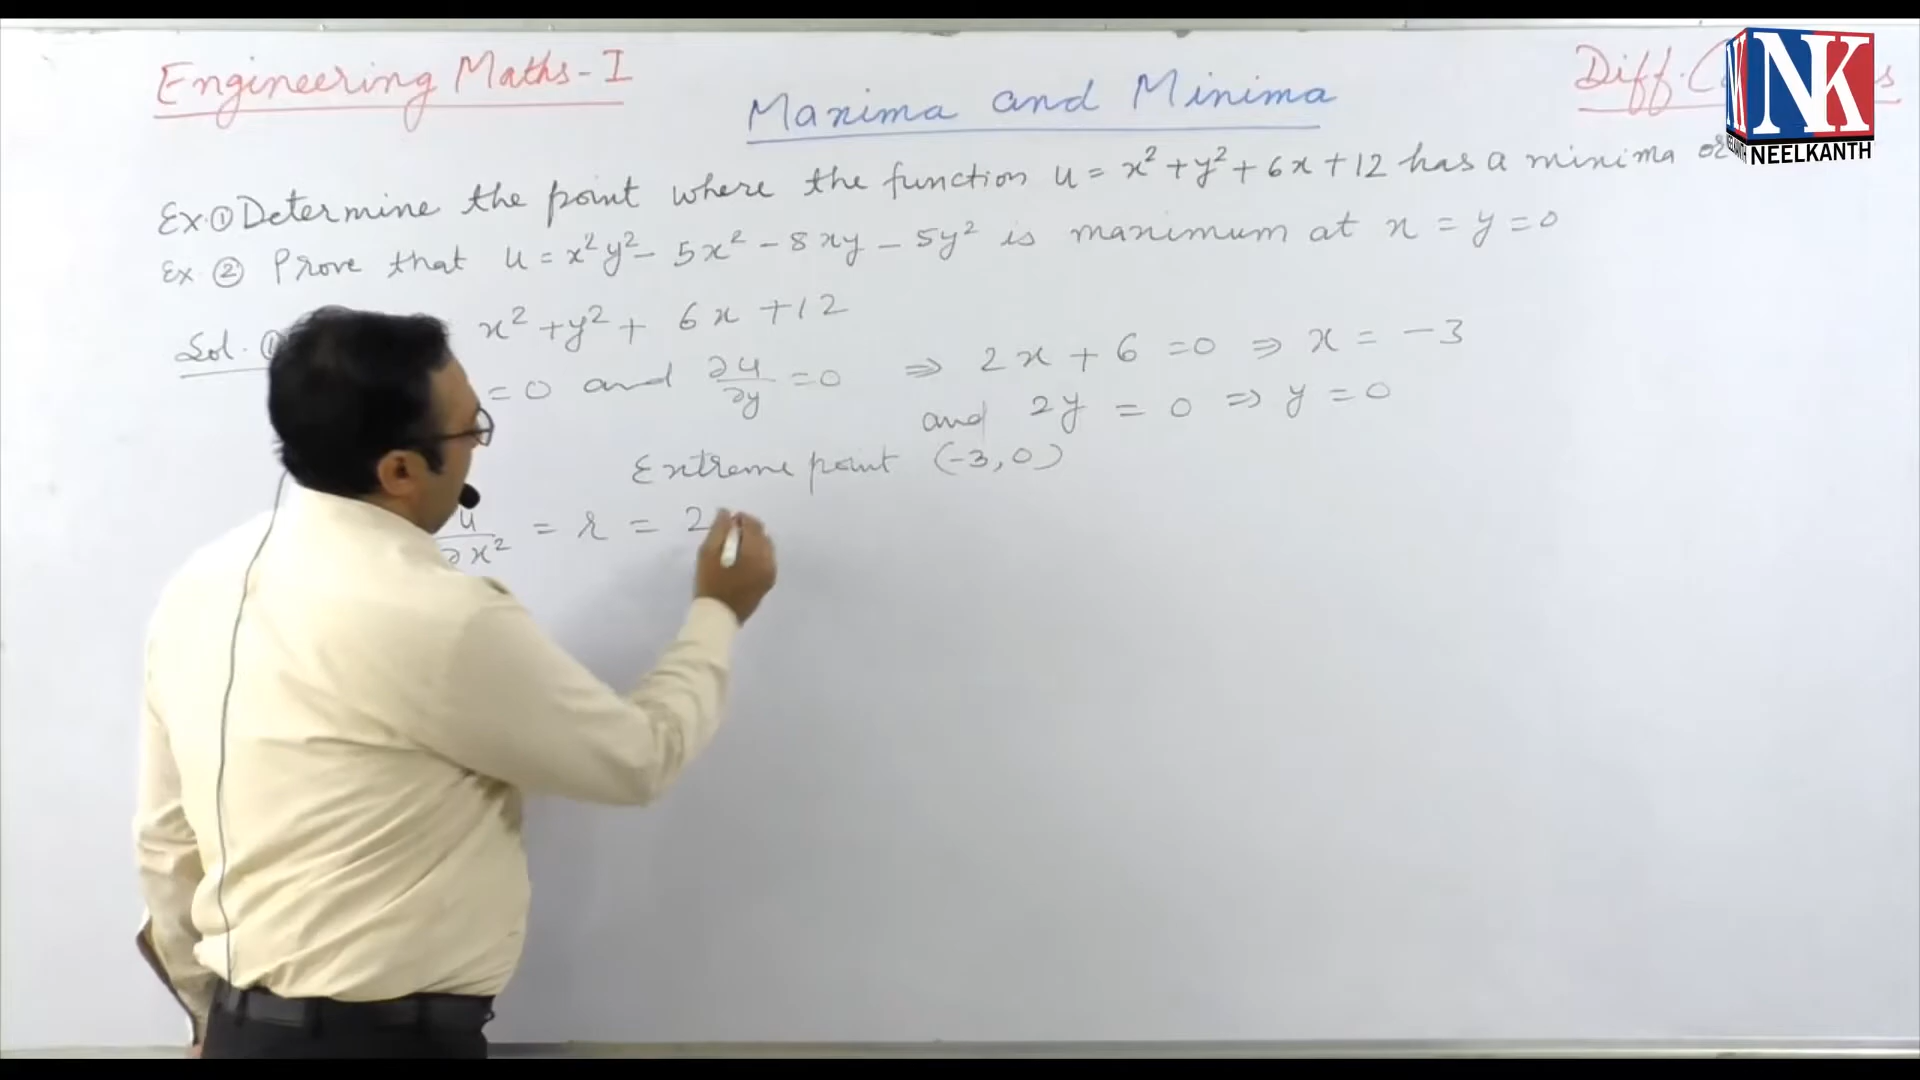 Engineering Maths-I
Maxima and Minima
Diff.
NK
NEELKANTH
Ex.① Determine the point where the function u = x² + y² + 6x + 12 has a minima or
Ex.② Prove that u = x²y² - 5x² - 8xy - 5y² is maximum at x = y = 0
Sol. ①
x² + y² + 6x + 12
= 0 and ∂u/∂y = 0 ⇒ 2x + 6 = 0 ⇒ x = -3
and 2y = 0 ⇒ y = 0
Extreme point (-3, 0)
u/∂x² = r = 2